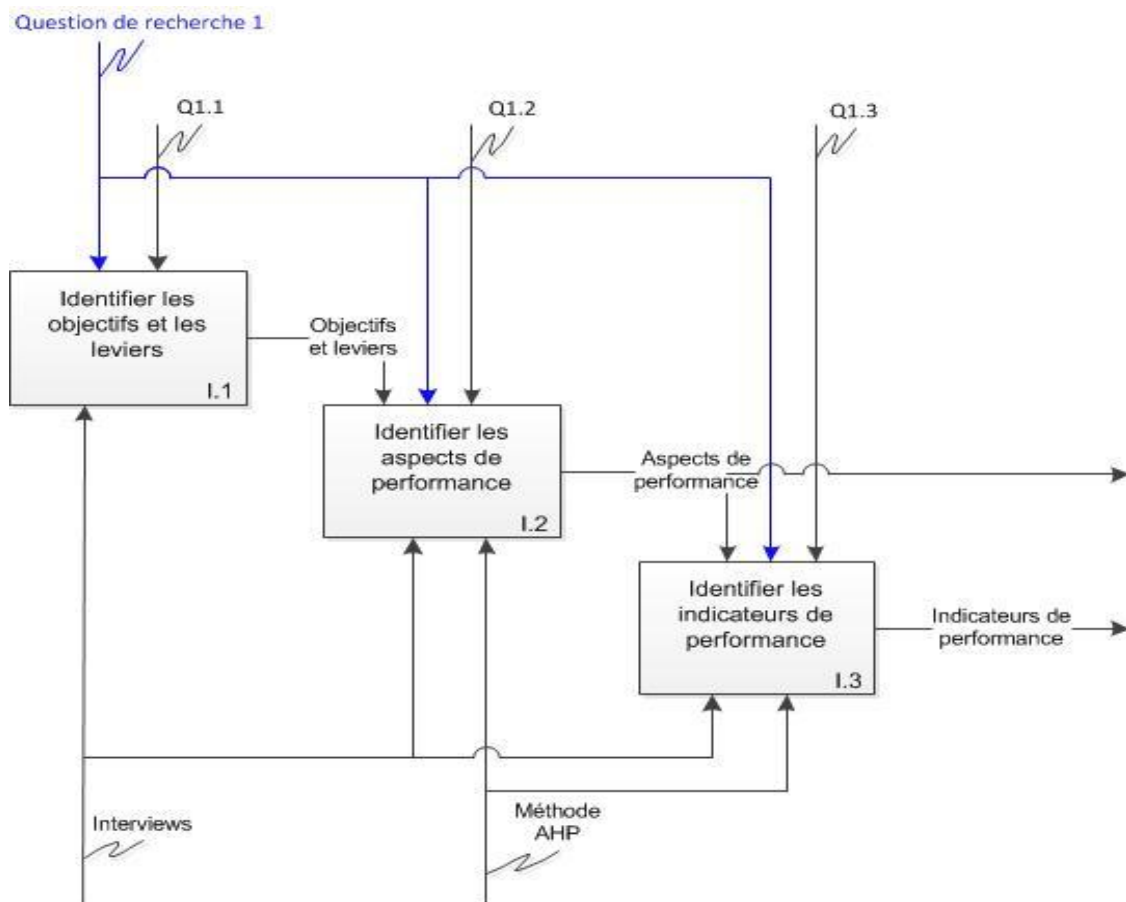 Question de recherche 1
Q1.1
Q1.2
Q1.3
Identifier les
objectifs et les
leviers
I.1
Objectifs
et leviers
Identifier les
aspects de
performance
I.2
Aspects de
performance
Identifier les
indicateurs de
performance
I.3
Indicateurs de
performance
Interviews
Méthode
AHP